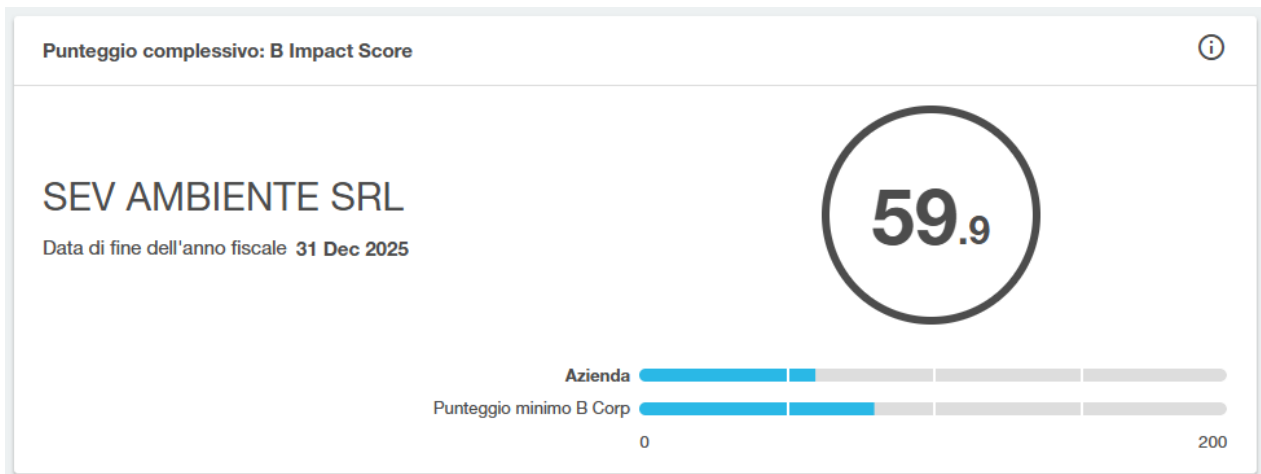 Punteggio complessivo: B Impact Score
SEV AMBIENTE SRL
Data di fine dell'anno fiscale 31 Dec 2025
59.9
Azienda
Punteggio minimo B Corp
0 200